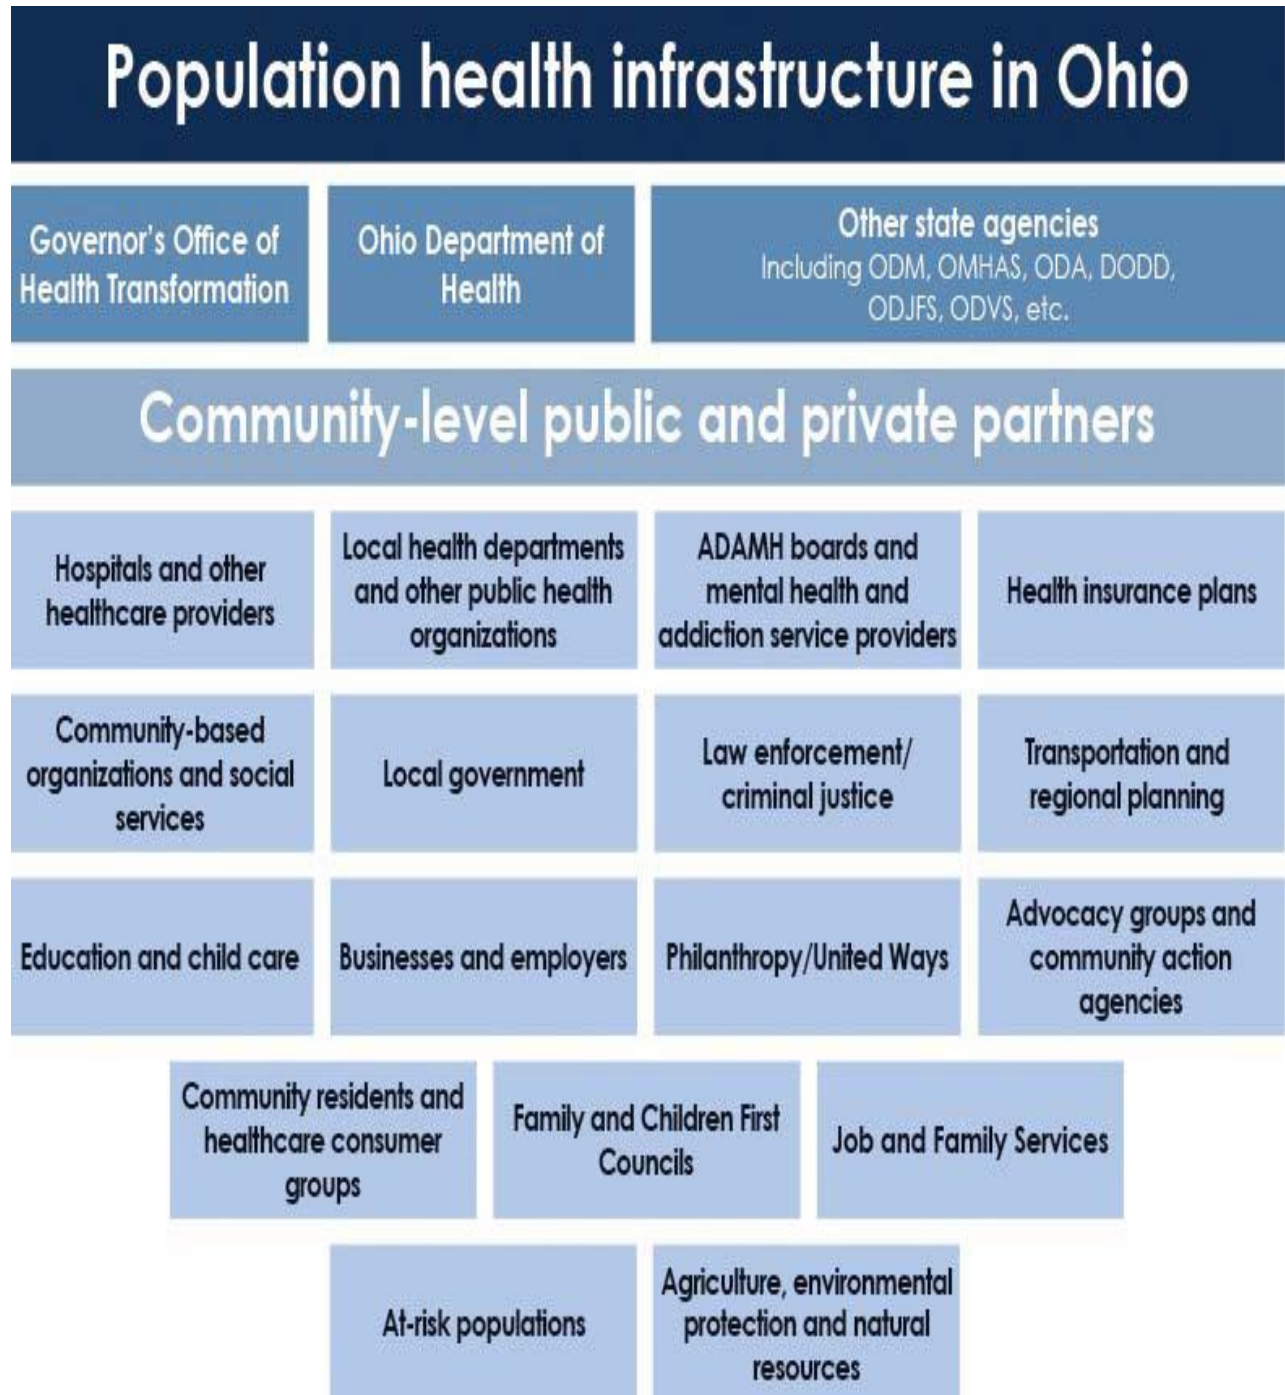 Population health infrastructure in Ohio
Governor's Office of
Health Transformation
Ohio Department of
Health
Other state agencies
Including ODM, OMHAS, ODA, DODD,
ODJFS, ODVS, etc.
Community-level public and private partners
Hospitals and other
healthcare providers
Local health departments
and other public health
organizations
ADAMH boards and
mental health and
addiction service providers
Health insurance plans
Community-based
organizations and social
services
Local government
Law enforcement/
criminal justice
Transportation and
regional planning
Education and child care
Businesses and employers
Philanthropy/United Ways
Advocacy groups and
community action
agencies
Community residents and
healthcare consumer
groups
Family and Children First
Councils
Job and Family Services
At-risk populations
Agriculture, environmental
protection and natural
resources